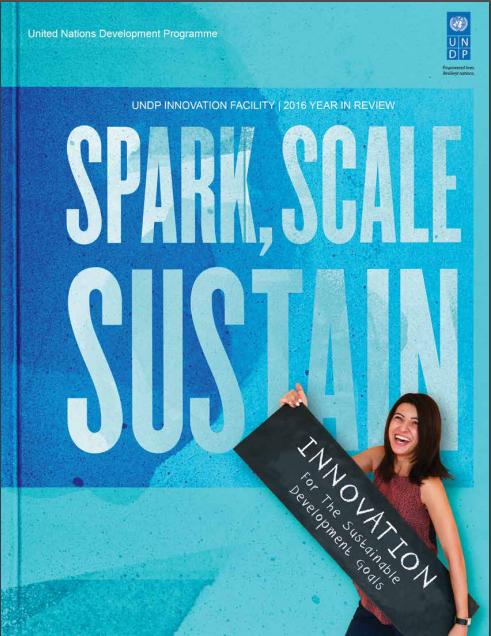 United Nations Development Programme
U N
D P
Empowered lives.
Resilient nations.
UNDP INNOVATION FACILITY | 2016 YEAR IN REVIEW
SPARK, SCALE
SUSTAIN
INNOVATION
For The Sustainable
Development Goals